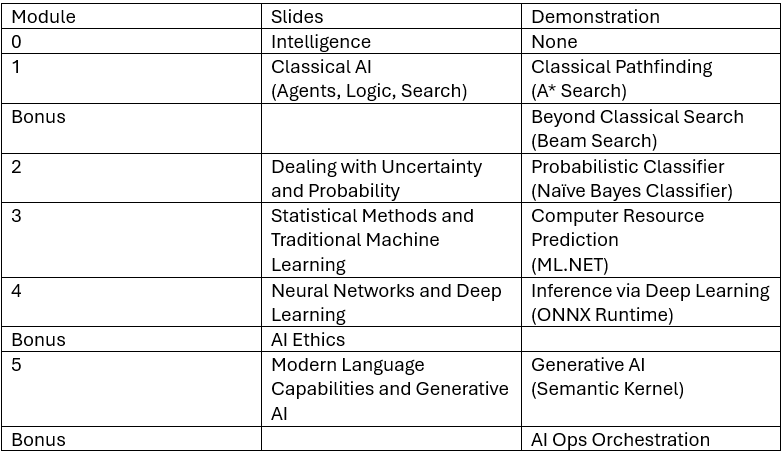 Module Slides Demonstration
0 Intelligence None
1 Classical AI Classical Pathfinding
(Agents, Logic, Search) (A* Search)
Bonus Beyond Classical Search
(Beam Search)
2 Dealing with Uncertainty Probabilistic Classifier
and Probability (Naïve Bayes Classifier)
3 Statistical Methods and Computer Resource
Traditional Machine Prediction
Learning (ML.NET)
4 Neural Networks and Deep Inference via Deep Learning
Learning (ONNX Runtime)
Bonus AI Ethics
5 Modern Language Generative AI
Capabilities and Generative (Semantic Kernel)
AI
Bonus AI Ops Orchestration